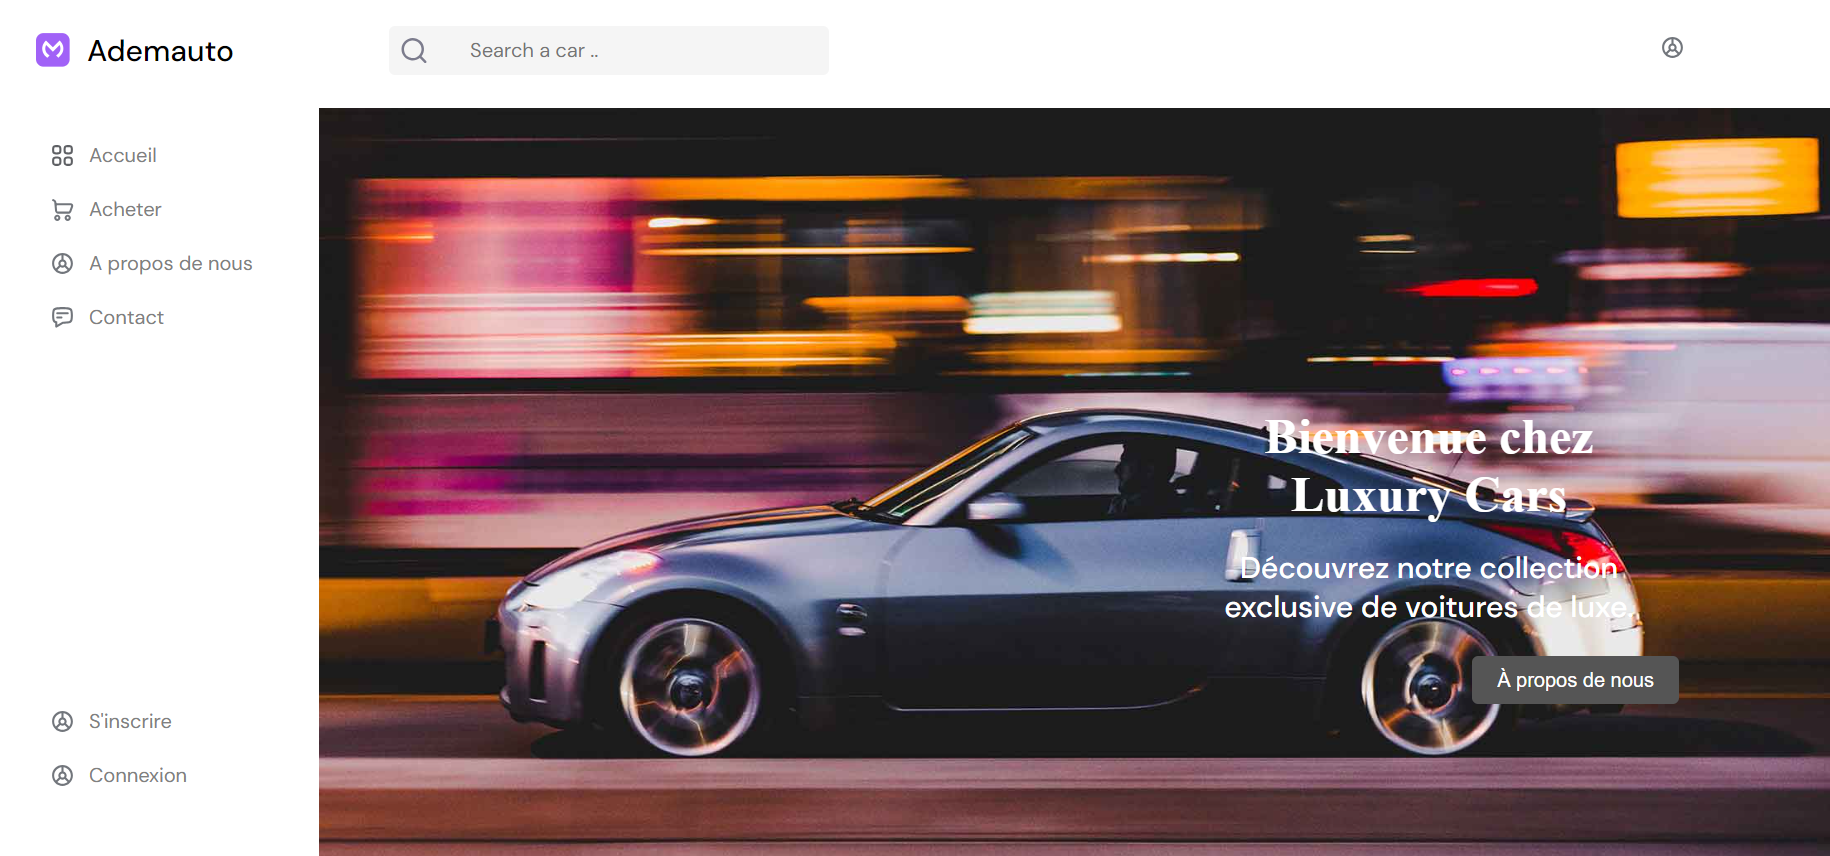 Ademauto
Search a car ..
Accueil
Acheter
A propos de nous
Contact
S'inscrire
Connexion
Bienvenue chez
Luxury Cars
Découvrez notre collection
exclusive de voitures de luxe.
À propos de nous